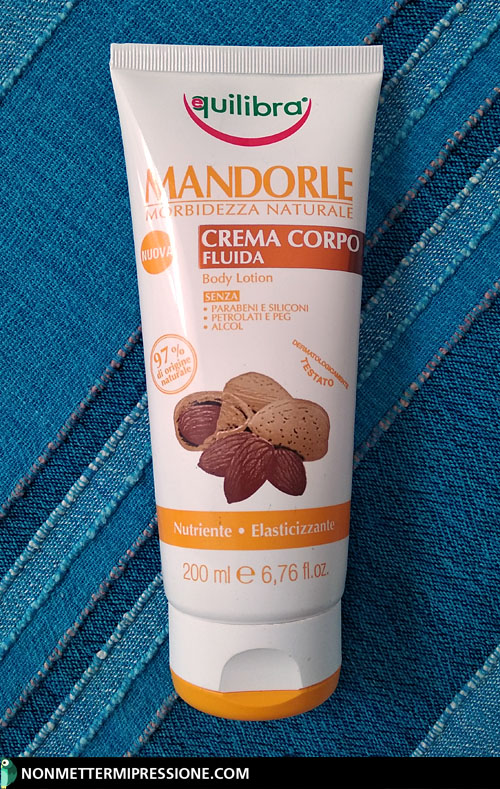 equilibra®
MANDORLE
MORBIDEZZA NATURALE
NUOVA
CREMA CORPO
FLUIDA
Body Lotion
SENZA
• PARABENI E SILICONI
• PETROLATI E PEG
• ALCOL
97%
di origine
naturale
DERMATOLOGICAMENTE
TESTATO
Nutriente • Elasticizzante
200 ml ℮ 6,76 fl.oz.
NONMETTERMIPRESSIONE.COM